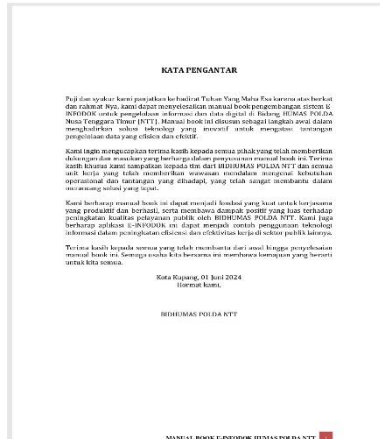 KATA PENGANTAR
Puji dan syukur kami panjatkan ke hadirat Tuhan Yang Maha Esa karena atas berkat
dan rahmat Nya, kami dapat menyelesaikan manual book pengembangan sistem E-
INFODOK untuk pengelolaan informasi dan data digital di Bidang HUMAS POLDA
Nusa Tenggara Timur (NTT). Manual book ini disusun sebagai langkah awal dalam
menghadirkan solusi teknologi yang inovatif untuk mengatasi tantangan
pengelolaan data yang efisien dan efektif.
Kami ingin mengucapkan terima kasih kepada semua pihak yang telah memberikan
dukungan dan masukan yang berharga dalam penyusunan manual book ini. Terima
kasih khusus kami sampaikan kepada tim dari BIDHUMAS POLDA NTT dan semua
unit kerja yang telah memberikan wawasan mendalam mengenai kebutuhan
operasional dan tantangan yang dihadapi, yang telah sangat membantu dalam
merancang solusi yang tepat.
Kami berharap manual book ini dapat menjadi fondasi yang kuat untuk kerjasama
yang produktif dan berhasil, serta membawa dampak positif yang luas terhadap
peningkatan kualitas pelayanan publik oleh BIDHUMAS POLDA NTT. Kami juga
berharap aplikasi E-INFODOK ini dapat menjadi contoh penggunaan teknologi
informasi dalam peningkatan efisiensi dan efektivitas kerja di sektor publik lainnya.
Terima kasih kepada semua yang telah membantu dari awal hingga penyelesaian
manual book ini. Semoga usaha kita bersama ini membawa kemajuan yang berarti
untuk kita semua.
Kota Kupang, 01 Juni 2024
Hormat kami,
BIDHUMAS POLDA NTT
MANUAL BOOK E-INFODOK HUMAS POLDA NTT